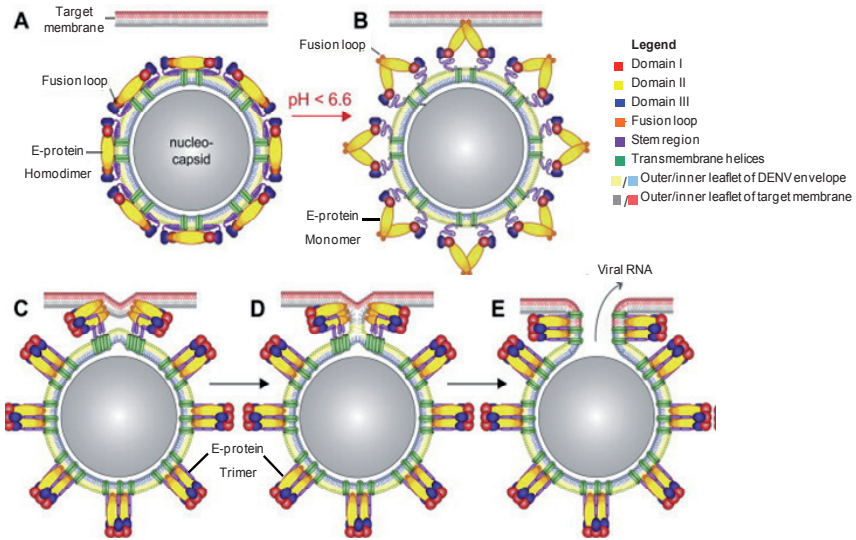 A
Target
membrane
Fusion loop
E-protein
Homodimer
nucleo-
capsid
pH < 6.6
B
Fusion loop
E-protein
Monomer
Legend
Domain I
Domain II
Domain III
Fusion loop
Stem region
Transmembrane helices
/ Outer/inner leaflet of DENV envelope
/ Outer/inner leaflet of target membrane
C
D
E
Viral RNA
E-protein
Trimer